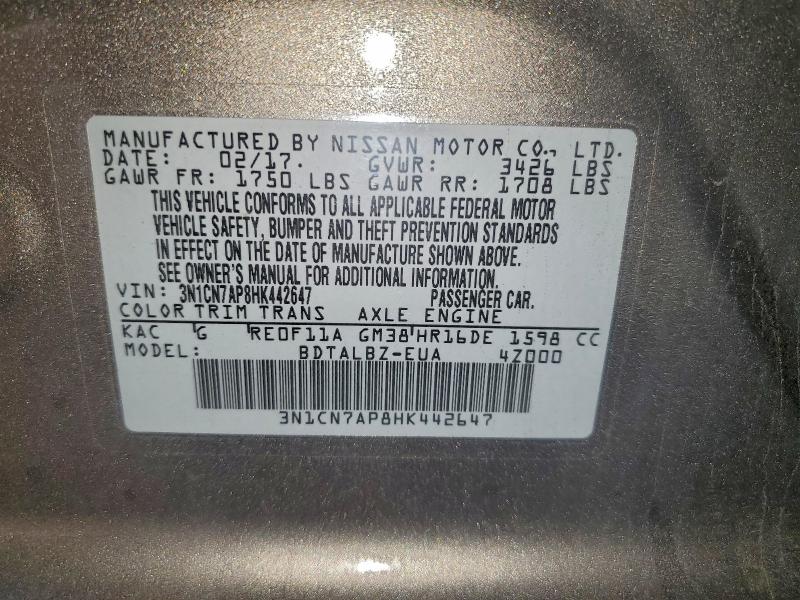 MANUFACTURED BY NISSAN MOTOR CO., LTD.
DATE: 02/17. GVWR: 3426 LBS
GAWR FR: 1750 LBS GAWR RR: 1708 LBS
THIS VEHICLE CONFORMS TO ALL APPLICABLE FEDERAL MOTOR
VEHICLE SAFETY, BUMPER AND THEFT PREVENTION STANDARDS
IN EFFECT ON THE DATE OF MANUFACTURE SHOWN ABOVE.
SEE OWNER'S MANUAL FOR ADDITIONAL INFORMATION.
VIN: 3N1CN7AP8HK442647 PASSENGER CAR.
COLOR TRIM TRANS AXLE ENGINE
KAC G RE0F11A GM38 HR16DE 1598 CC
MODEL: BDTALBZ-EUA 4Z000
3N1CN7AP8HK442647